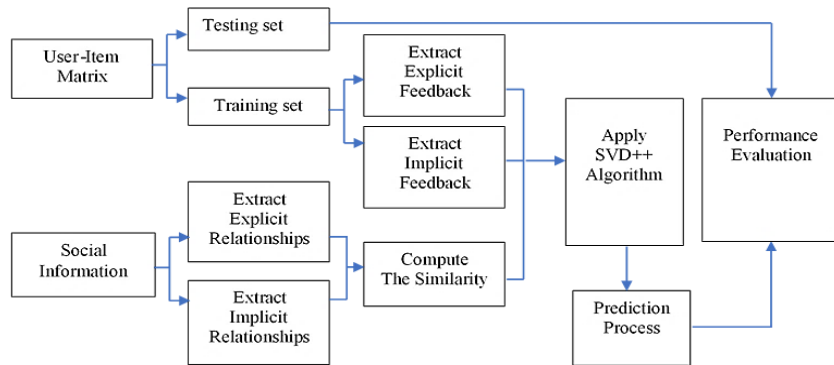 Testing set
User-Item
Matrix
Training set
Extract
Explicit
Feedback
Extract
Implicit
Feedback
Apply
SVD++
Algorithm
Performance
Evaluation
Social
Information
Extract
Explicit
Relationships
Extract
Implicit
Relationships
Compute
The Similarity
Prediction
Process